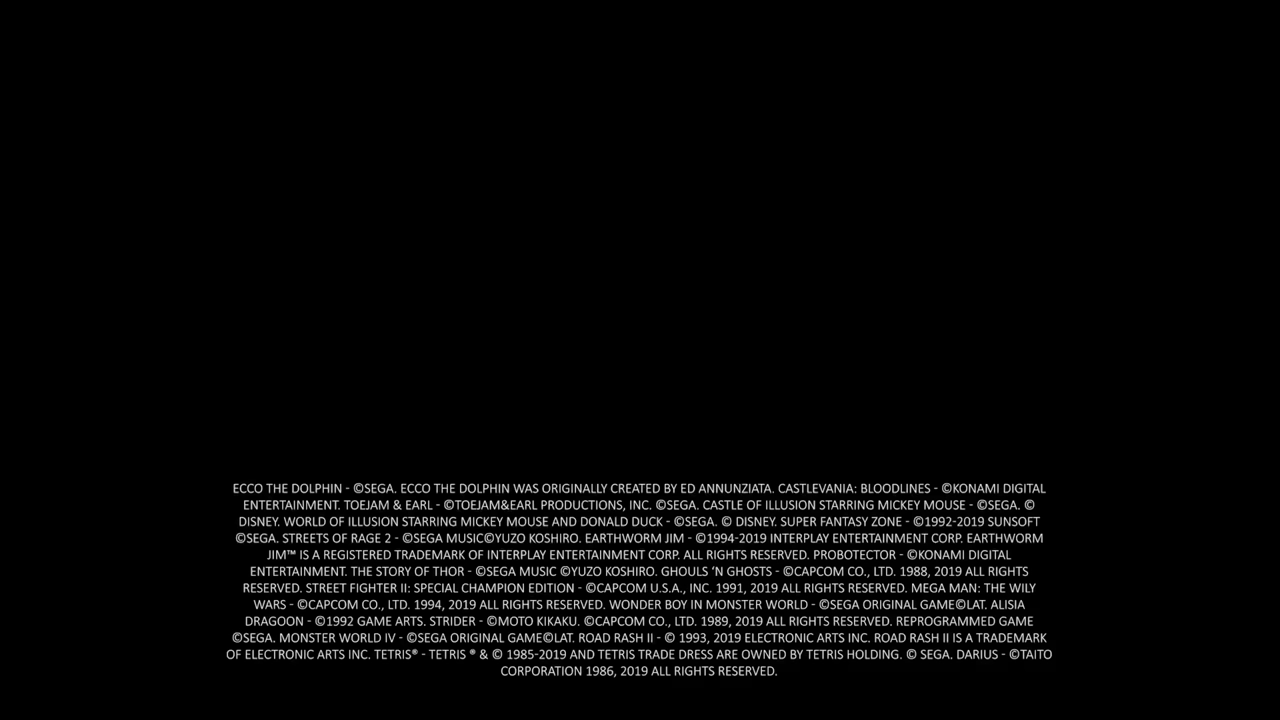 ECCO THE DOLPHIN - ©SEGA. ECCO THE DOLPHIN WAS ORIGINALLY CREATED BY ED ANNUNZIATA. CASTLEVANIA: BLOODLINES - ©KONAMI DIGITAL
ENTERTAINMENT. TOEJAM & EARL - ©TOEJAM&EARL PRODUCTIONS, INC. ©SEGA. CASTLE OF ILLUSION STARRING MICKEY MOUSE - ©SEGA. ©
DISNEY. WORLD OF ILLUSION STARRING MICKEY MOUSE AND DONALD DUCK - ©SEGA. © DISNEY. SUPER FANTASY ZONE - ©1992-2019 SUNSOFT
©SEGA. STREETS OF RAGE 2 - ©SEGA MUSIC©YUZO KOSHIRO. EARTHWORM JIM - ©1994-2019 INTERPLAY ENTERTAINMENT CORP. EARTHWORM
JIM™ IS A REGISTERED TRADEMARK OF INTERPLAY ENTERTAINMENT CORP. ALL RIGHTS RESERVED. PROBOTECTOR - ©KONAMI DIGITAL
ENTERTAINMENT. THE STORY OF THOR - ©SEGA MUSIC ©YUZO KOSHIRO. GHOULS ‘N GHOSTS - ©CAPCOM CO., LTD. 1988, 2019 ALL RIGHTS
RESERVED. STREET FIGHTER II: SPECIAL CHAMPION EDITION - ©CAPCOM U.S.A., INC. 1991, 2019 ALL RIGHTS RESERVED. MEGA MAN: THE WILY
WARS - ©CAPCOM CO., LTD. 1994, 2019 ALL RIGHTS RESERVED. WONDER BOY IN MONSTER WORLD - ©SEGA ORIGINAL GAME©LAT. ALISIA
DRAGOON - ©1992 GAME ARTS. STRIDER - ©MOTO KIKAKU. ©CAPCOM CO., LTD. 1989, 2019 ALL RIGHTS RESERVED. REPROGRAMMED GAME
©SEGA. MONSTER WORLD IV - ©SEGA ORIGINAL GAME©LAT. ROAD RASH II - © 1993, 2019 ELECTRONIC ARTS INC. ROAD RASH II IS A TRADEMARK
OF ELECTRONIC ARTS INC. TETRIS® - TETRIS ® & © 1985-2019 AND TETRIS TRADE DRESS ARE OWNED BY TETRIS HOLDING. © SEGA. DARIUS - ©TAITO
CORPORATION 1986, 2019 ALL RIGHTS RESERVED.